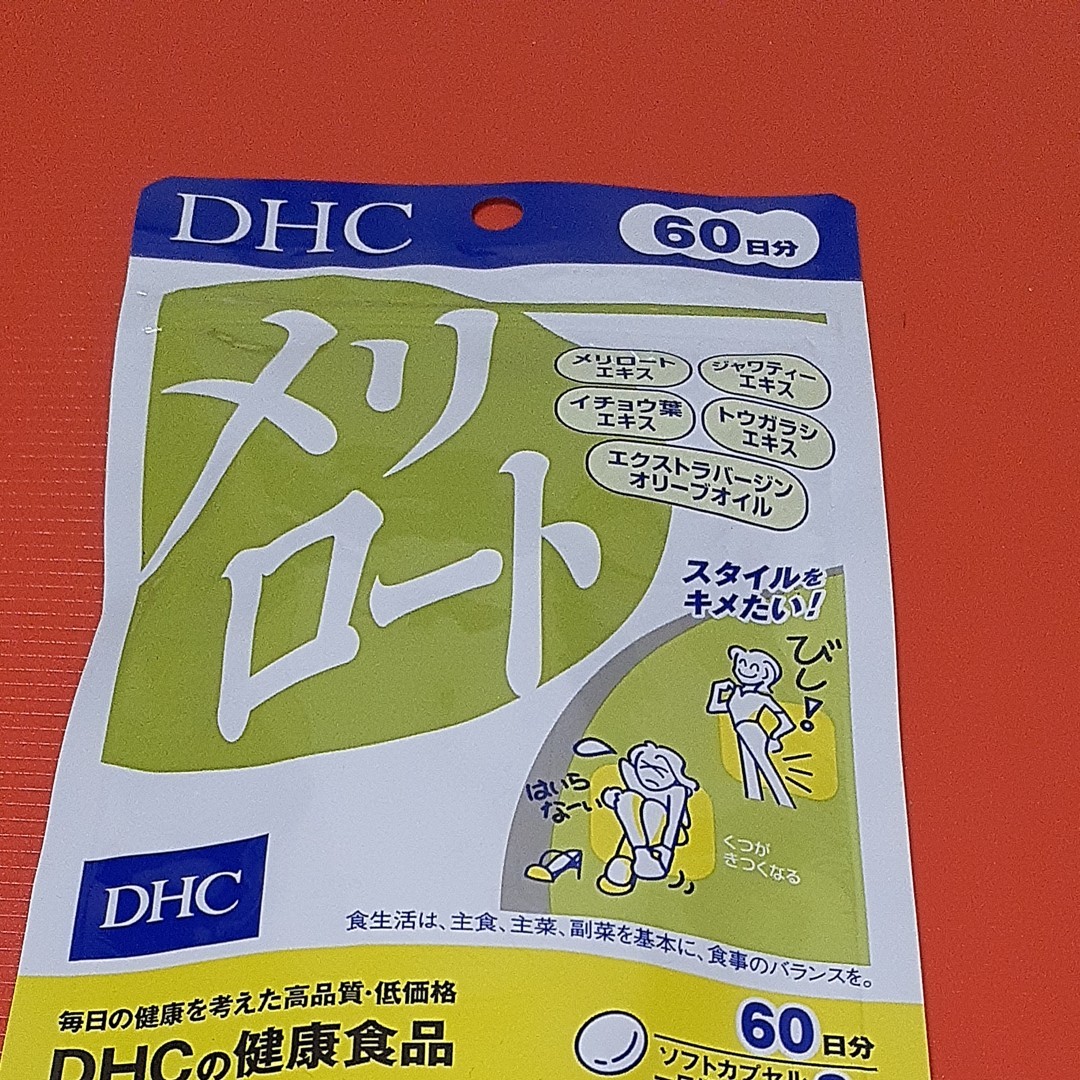 DHC
60日分
メリ
ロート
メリロート
エキス
ジャワティー
エキス
イチョウ葉
エキス
トウガラシ
エキス
エクストラバージン
オリーブオイル
スタイルを
キメたい!
びし!
はいら
なーい
くつが
きつくなる
DHC
食生活は、主食、主菜、副菜を基本に、食事のバランスを。
毎日の健康を考えた高品質・低価格
DHCの健康食品
60日分
ソフトカプセル